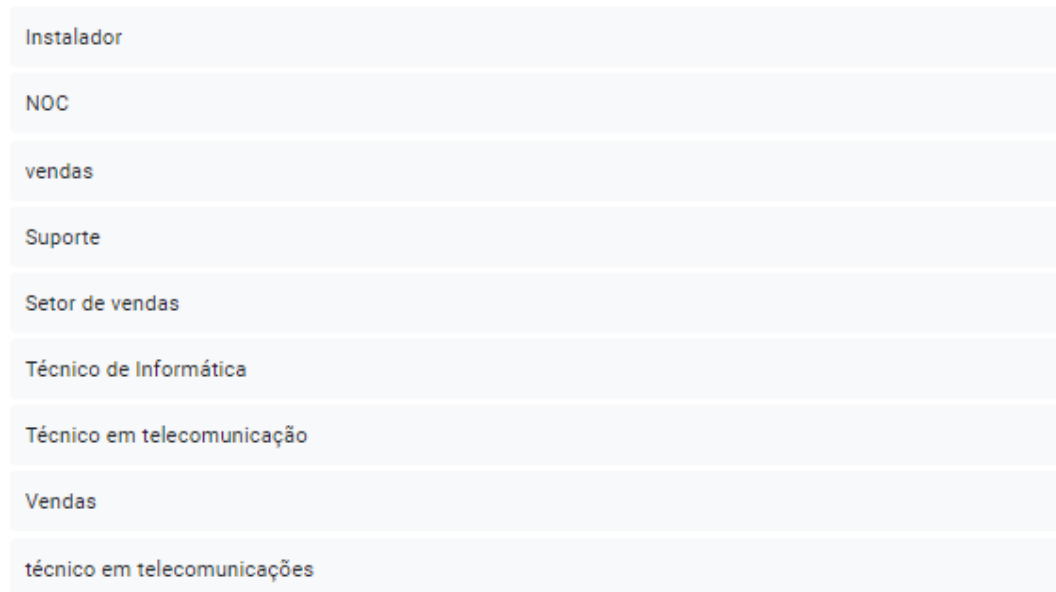 Instalador
NOC
vendas
Suporte
Setor de vendas
Técnico de Informática
Técnico em telecomunicação
Vendas
técnico em telecomunicações